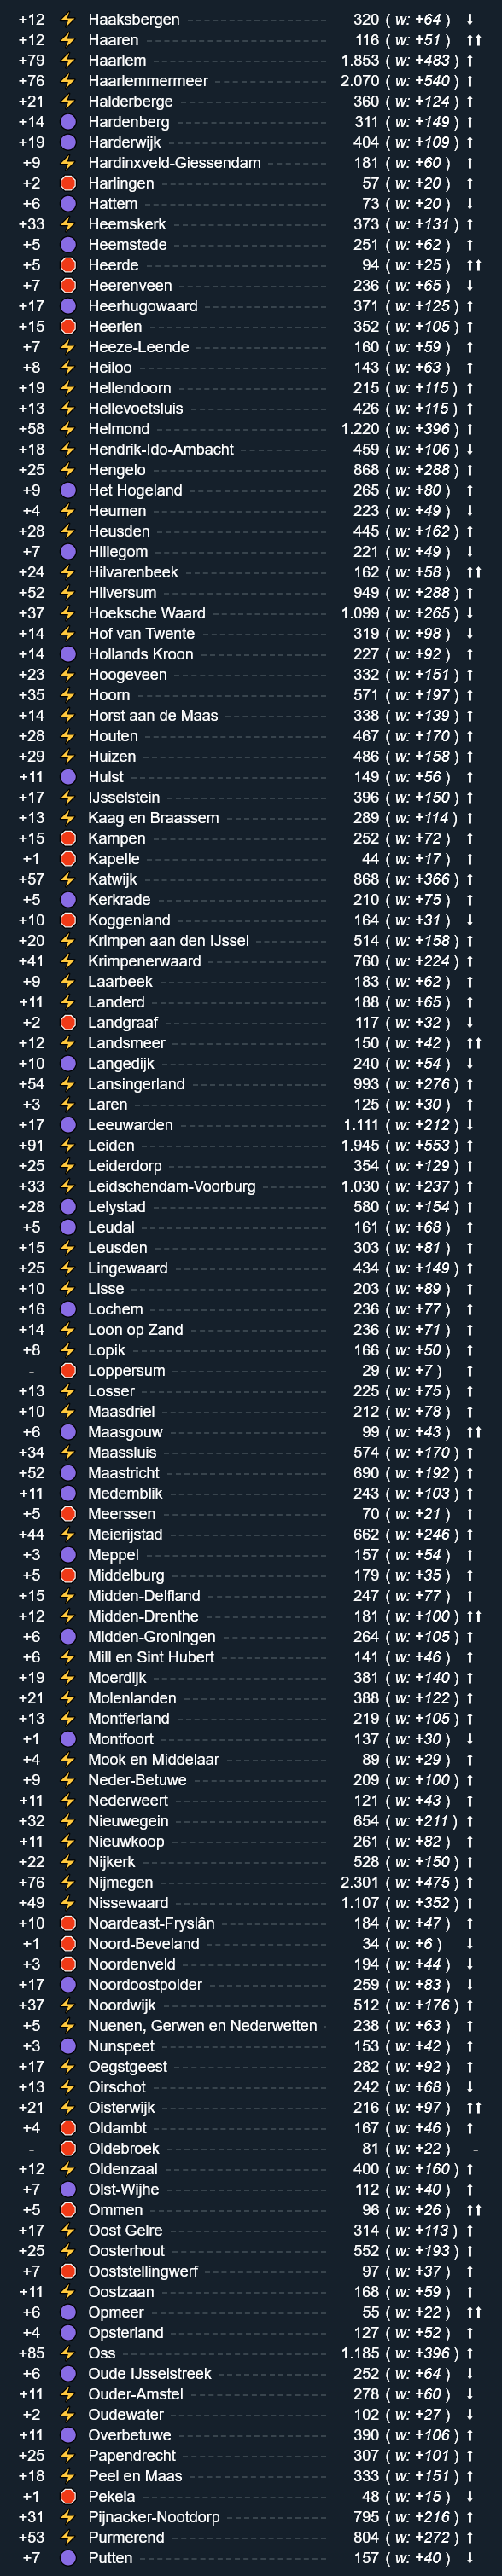 +12 ⚡ Haaksbergen 320 ( w: +64 ) ⬇
+12 ⚡ Haaren 116 ( w: +51 ) ⬆⬆
+79 ⚡ Haarlem 1.853 ( w: +483 ) ⬆
+76 ⚡ Haarlemmermeer 2.070 ( w: +540 ) ⬆
+21 ⚡ Halderberge 360 ( w: +124 ) ⬆
+14 🟣 Hardenberg 311 ( w: +149 ) ⬆
+19 🟣 Harderwijk 404 ( w: +109 ) ⬆
+9 ⚡ Hardinxveld-Giessendam 181 ( w: +60 ) ⬆
+2 🛑 Harlingen 57 ( w: +20 ) ⬆
+6 🟣 Hattem 73 ( w: +20 ) ⬇
+33 ⚡ Heemskerk 373 ( w: +131 ) ⬆
+5 🟣 Heemstede 251 ( w: +62 ) ⬆
+5 🛑 Heerde 94 ( w: +25 ) ⬆⬆
+7 🛑 Heerenveen 236 ( w: +65 ) ⬇
+17 🟣 Heerhugowaard 371 ( w: +125 ) ⬆
+15 🛑 Heerlen 352 ( w: +105 ) ⬆
+7 ⚡ Heeze-Leende 160 ( w: +59 ) ⬆
+8 ⚡ Heiloo 143 ( w: +63 ) ⬆
+19 ⚡ Hellendoorn 215 ( w: +115 ) ⬆
+13 ⚡ Hellevoetsluis 426 ( w: +115 ) ⬆
+58 ⚡ Helmond 1.220 ( w: +396 ) ⬆
+18 ⚡ Hendrik-Ido-Ambacht 459 ( w: +106 ) ⬇
+25 ⚡ Hengelo 868 ( w: +288 ) ⬆
+9 🟣 Het Hogeland 265 ( w: +80 ) ⬆
+4 ⚡ Heumen 223 ( w: +49 ) ⬇
+28 ⚡ Heusden 445 ( w: +162 ) ⬆
+7 🟣 Hillegom 221 ( w: +49 ) ⬇
+24 ⚡ Hilvarenbeek 162 ( w: +58 ) ⬆⬆
+52 ⚡ Hilversum 949 ( w: +288 ) ⬆
+37 ⚡ Hoeksche Waard 1.099 ( w: +265 ) ⬇
+14 ⚡ Hof van Twente 319 ( w: +98 ) ⬇
+14 🟣 Hollands Kroon 227 ( w: +92 ) ⬆
+23 ⚡ Hoogeveen 332 ( w: +151 ) ⬆
+35 ⚡ Hoorn 571 ( w: +197 ) ⬆
+14 ⚡ Horst aan de Maas 338 ( w: +139 ) ⬆
+28 ⚡ Houten 467 ( w: +170 ) ⬆
+29 ⚡ Huizen 486 ( w: +158 ) ⬆
+11 🟣 Hulst 149 ( w: +56 ) ⬆
+17 ⚡ IJsselstein 396 ( w: +150 ) ⬆
+13 ⚡ Kaag en Braassem 289 ( w: +114 ) ⬆
+15 🛑 Kampen 252 ( w: +72 ) ⬆
+1 🛑 Kapelle 44 ( w: +17 ) ⬆
+57 ⚡ Katwijk 868 ( w: +366 ) ⬆
+5 🟣 Kerkrade 210 ( w: +75 ) ⬆
+10 🛑 Koggenland 164 ( w: +31 ) ⬇
+20 ⚡ Krimpen aan den IJssel 514 ( w: +158 ) ⬆
+41 ⚡ Krimpenerwaard 760 ( w: +224 ) ⬆
+9 ⚡ Laarbeek 183 ( w: +62 ) ⬆
+11 ⚡ Landerd 188 ( w: +65 ) ⬆
+2 🛑 Landgraaf 117 ( w: +32 ) ⬇
+12 ⚡ Landsmeer 150 ( w: +42 ) ⬆⬆
+10 🟣 Langedijk 240 ( w: +54 ) ⬇
+54 ⚡ Lansingerland 993 ( w: +276 ) ⬆
+3 ⚡ Laren 125 ( w: +30 ) ⬆
+17 🟣 Leeuwarden 1.111 ( w: +212 ) ⬇
+91 ⚡ Leiden 1.945 ( w: +553 ) ⬆
+25 ⚡ Leiderdorp 354 ( w: +129 ) ⬆
+33 ⚡ Leidschendam-Voorburg 1.030 ( w: +237 ) ⬆
+28 🟣 Lelystad 580 ( w: +154 ) ⬆
+5 🟣 Leudal 161 ( w: +68 ) ⬆
+15 ⚡ Leusden 303 ( w: +81 ) ⬆
+25 ⚡ Lingewaard 434 ( w: +149 ) ⬆
+10 ⚡ Lisse 203 ( w: +89 ) ⬆
+16 🟣 Lochem 236 ( w: +77 ) ⬆
+14 ⚡ Loon op Zand 236 ( w: +71 ) ⬆
+8 ⚡ Lopik 166 ( w: +50 ) ⬆
- 🛑 Loppersum 29 ( w: +7 ) ⬆
+13 ⚡ Losser 225 ( w: +75 ) ⬆
+10 ⚡ Maasdriel 212 ( w: +78 ) ⬆
+6 🟣 Maasgouw 99 ( w: +43 ) ⬆⬆
+34 ⚡ Maassluis 574 ( w: +170 ) ⬆
+52 🟣 Maastricht 690 ( w: +192 ) ⬆
+11 🟣 Medemblik 243 ( w: +103 ) ⬆
+5 🛑 Meerssen 70 ( w: +21 ) ⬆
+44 ⚡ Meierijstad 662 ( w: +246 ) ⬆
+3 🟣 Meppel 157 ( w: +54 ) ⬆
+5 🛑 Middelburg 179 ( w: +35 ) ⬆
+15 ⚡ Midden-Delfland 247 ( w: +77 ) ⬆
+12 ⚡ Midden-Drenthe 181 ( w: +100 ) ⬆⬆
+6 🟣 Midden-Groningen 264 ( w: +105 ) ⬆
+6 ⚡ Mill en Sint Hubert 141 ( w: +46 ) ⬆
+19 ⚡ Moerdijk 381 ( w: +140 ) ⬆
+21 ⚡ Molenlanden 388 ( w: +122 ) ⬆
+13 ⚡ Montferland 219 ( w: +105 ) ⬆
+1 🟣 Montfoort 137 ( w: +30 ) ⬇
+4 ⚡ Mook en Middelaar 89 ( w: +29 ) ⬆
+9 ⚡ Neder-Betuwe 209 ( w: +100 ) ⬆
+11 ⚡ Nederweert 121 ( w: +43 ) ⬆
+32 ⚡ Nieuwegein 654 ( w: +211 ) ⬆
+11 ⚡ Nieuwkoop 261 ( w: +82 ) ⬆
+22 ⚡ Nijkerk 528 ( w: +150 ) ⬆
+76 ⚡ Nijmegen 2.301 ( w: +475 ) ⬆
+49 ⚡ Nissewaard 1.107 ( w: +352 ) ⬆
+10 🛑 Noardeast-Fryslân 184 ( w: +47 ) ⬆
+1 🛑 Noord-Beveland 34 ( w: +6 ) ⬇
+3 🛑 Noordenveld 194 ( w: +44 ) ⬇
+17 🟣 Noordoostpolder 259 ( w: +83 ) ⬇
+37 ⚡ Noordwijk 512 ( w: +176 ) ⬆
+5 ⚡ Nuenen, Gerwen en Nederwetten 238 ( w: +63 ) ⬆
+3 🟣 Nunspeet 153 ( w: +42 ) ⬆
+17 ⚡ Oegstgeest 282 ( w: +92 ) ⬆
+13 ⚡ Oirschot 242 ( w: +68 ) ⬇
+21 ⚡ Oisterwijk 216 ( w: +97 ) ⬆⬆
+4 🛑 Oldambt 167 ( w: +46 ) ⬆
- 🛑 Oldebroek 81 ( w: +22 ) -
+12 ⚡ Oldenzaal 400 ( w: +160 ) ⬆
+7 🟣 Olst-Wijhe 112 ( w: +40 ) ⬆
+5 🛑 Ommen 96 ( w: +26 ) ⬆⬆
+17 ⚡ Oost Gelre 314 ( w: +113 ) ⬆
+25 ⚡ Oosterhout 552 ( w: +193 ) ⬆
+7 🛑 Ooststellingwerf 97 ( w: +37 ) ⬆
+11 ⚡ Oostzaan 168 ( w: +59 ) ⬆
+6 🟣 Opmeer 55 ( w: +22 ) ⬆⬆
+4 🟣 Opsterland 127 ( w: +52 ) ⬆
+85 ⚡ Oss 1.185 ( w: +396 ) ⬆
+6 🟣 Oude IJsselstreek 252 ( w: +64 ) ⬇
+11 ⚡ Ouder-Amstel 278 ( w: +60 ) ⬇
+2 ⚡ Oudewater 102 ( w: +27 ) ⬇
+11 🟣 Overbetuwe 390 ( w: +106 ) ⬆
+25 ⚡ Papendrecht 307 ( w: +101 ) ⬆
+18 ⚡ Peel en Maas 333 ( w: +151 ) ⬆
+1 🛑 Pekela 48 ( w: +15 ) ⬇
+31 ⚡ Pijnacker-Nootdorp 795 ( w: +216 ) ⬆
+53 ⚡ Purmerend 804 ( w: +272 ) ⬆
+7 🟣 Putten 157 ( w: +40 ) ⬇